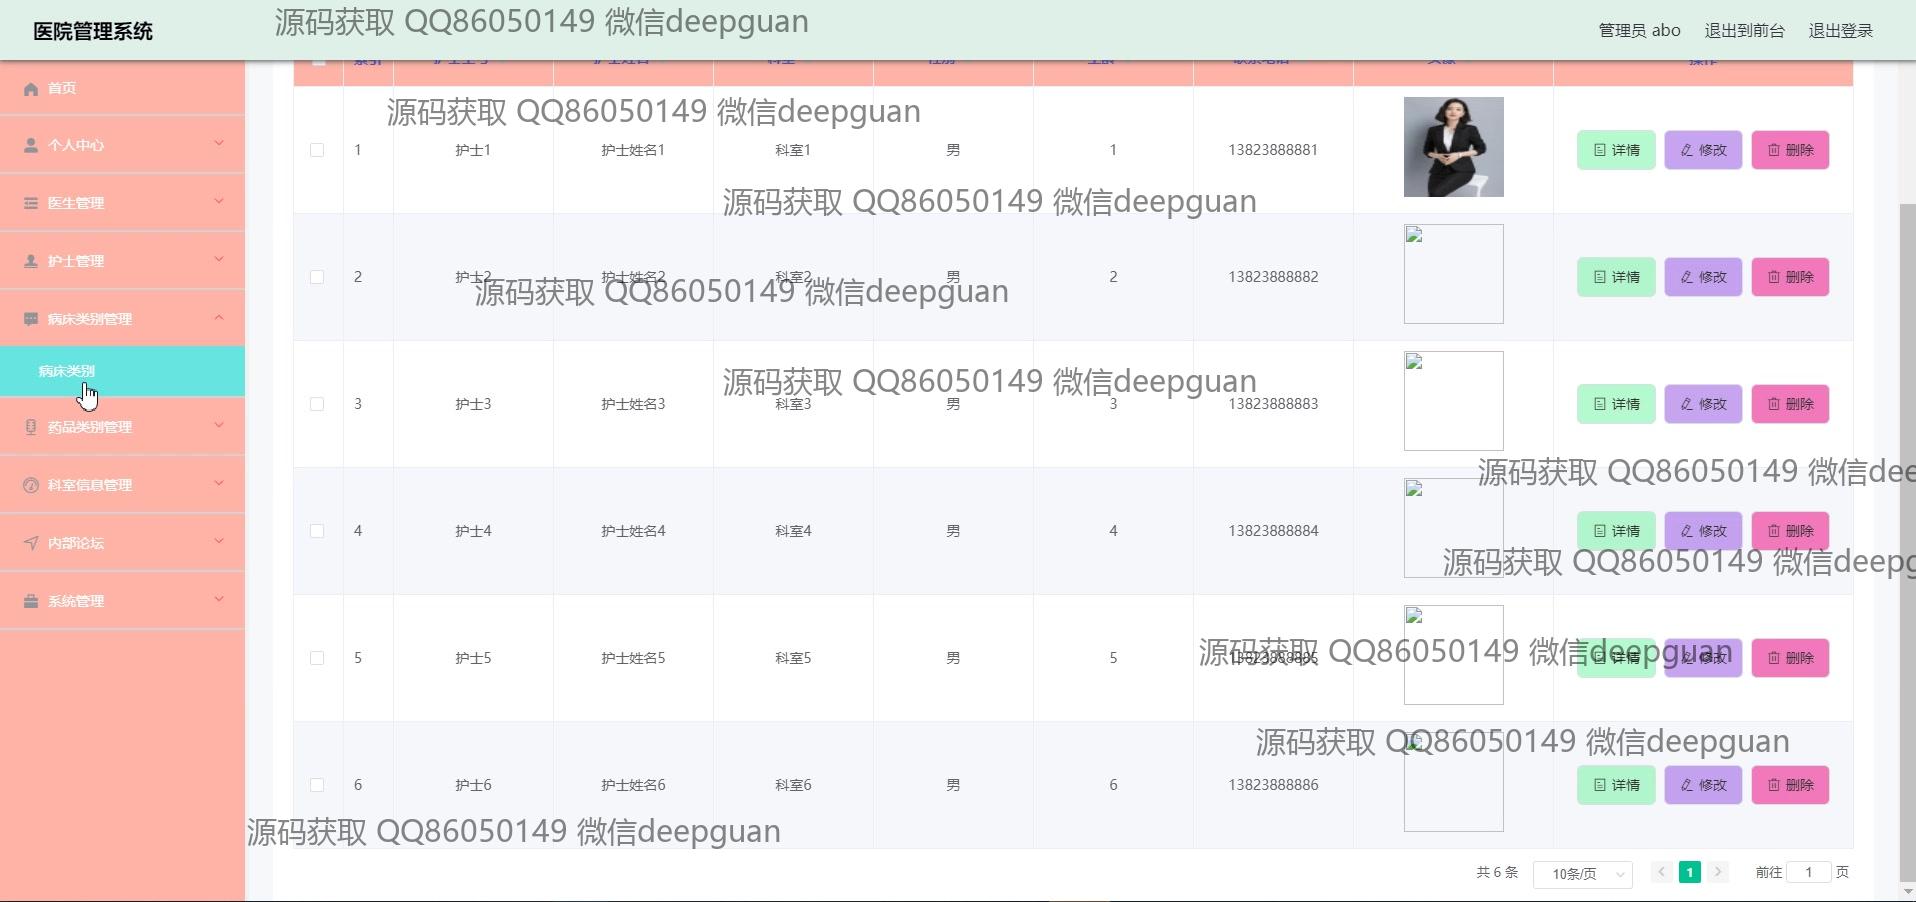 医院管理系统
源码获取 QQ86050149 微信deepguan
管理员 abo 退出到前台 退出登录
首页
个人中心
医生管理
护士管理
病床类别管理
病床类别
药品类别管理
科室信息管理
内部论坛
系统管理
源码获取 QQ86050149 微信deepguan
1 护士1 护士姓名1 科室1 男 1 13823888881 详情 修改 删除
源码获取 QQ86050149 微信deepguan
2 护士2 护士姓名2 科室2 男 2 13823888882 详情 修改 删除
源码获取 QQ86050149 微信deepguan
源码获取 QQ86050149 微信deepguan
3 护士3 护士姓名3 科室3 男 3 13823888883 详情 修改 删除
源码获取 QQ86050149 微信dee
4 护士4 护士姓名4 科室4 男 4 13823888884 详情 修改 删除
源码获取 QQ86050149 微信deepg
源码获取 QQ86050149 微信deepguan
5 护士5 护士姓名5 科室5 男 5 13823888885 详情 修改 删除
源码获取 QQ86050149 微信deepguan
6 护士6 护士姓名6 科室6 男 6 13823888886 详情 修改 删除
源码获取 QQ86050149 微信deepguan
共 6 条 10条/页 1 前往 1 页